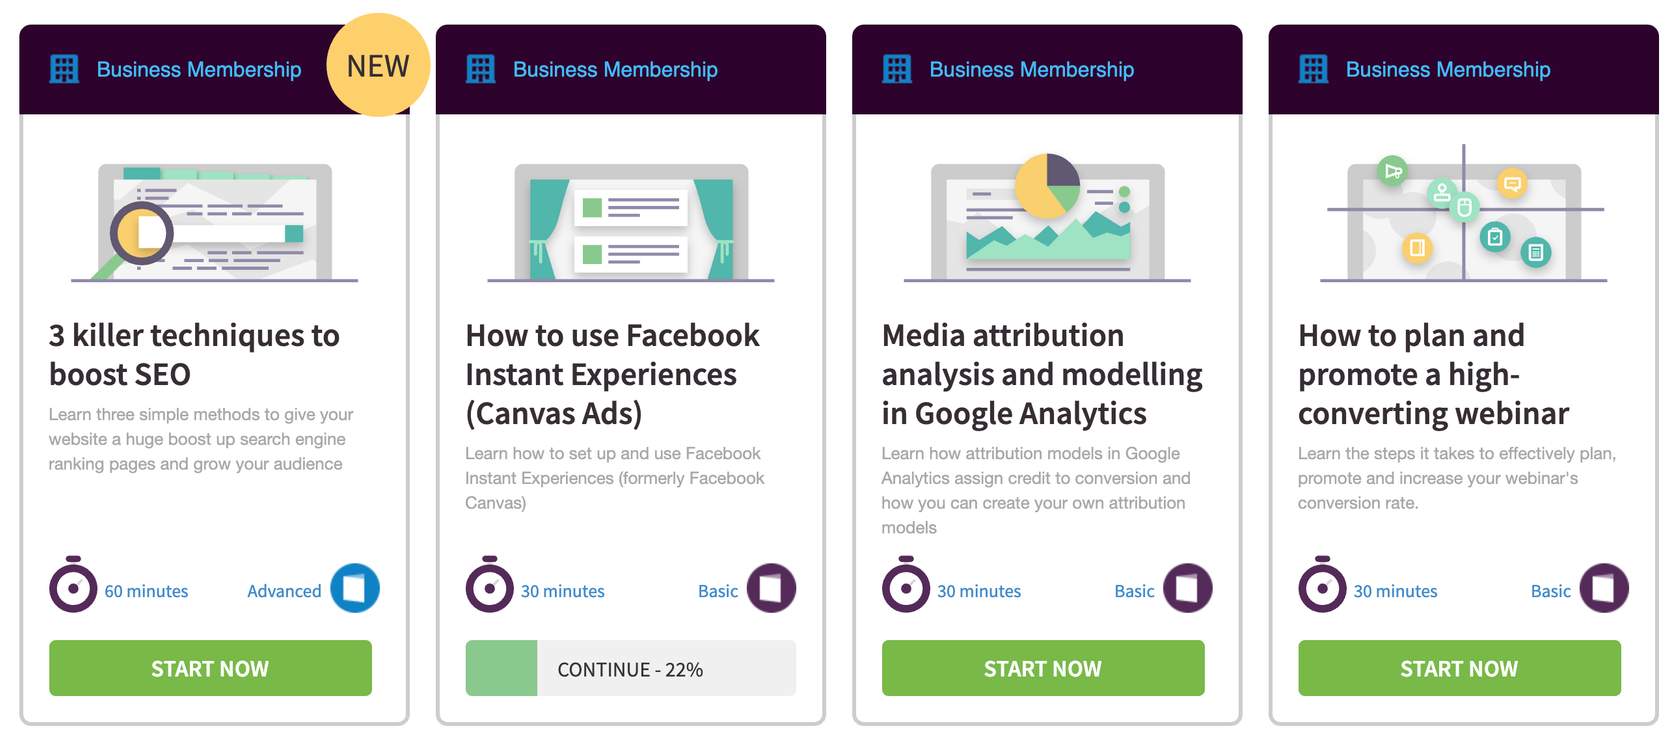 Business Membership
NEW
3 killer techniques to
boost SEO
Learn three simple methods to give your
website a huge boost up search engine
ranking pages and grow your audience
60 minutes
Advanced
START NOW
Business Membership
How to use Facebook
Instant Experiences
(Canvas Ads)
Learn how to set up and use Facebook
Instant Experiences (formerly Facebook
Canvas)
30 minutes
Basic
CONTINUE - 22%
Business Membership
Media attribution
analysis and modelling
in Google Analytics
Learn how attribution models in Google
Analytics assign credit to conversion and
how you can create your own attribution
models
30 minutes
Basic
START NOW
Business Membership
How to plan and
promote a high-
converting webinar
Learn the steps it takes to effectively plan,
promote and increase your webinar's
conversion rate.
30 minutes
Basic
START NOW